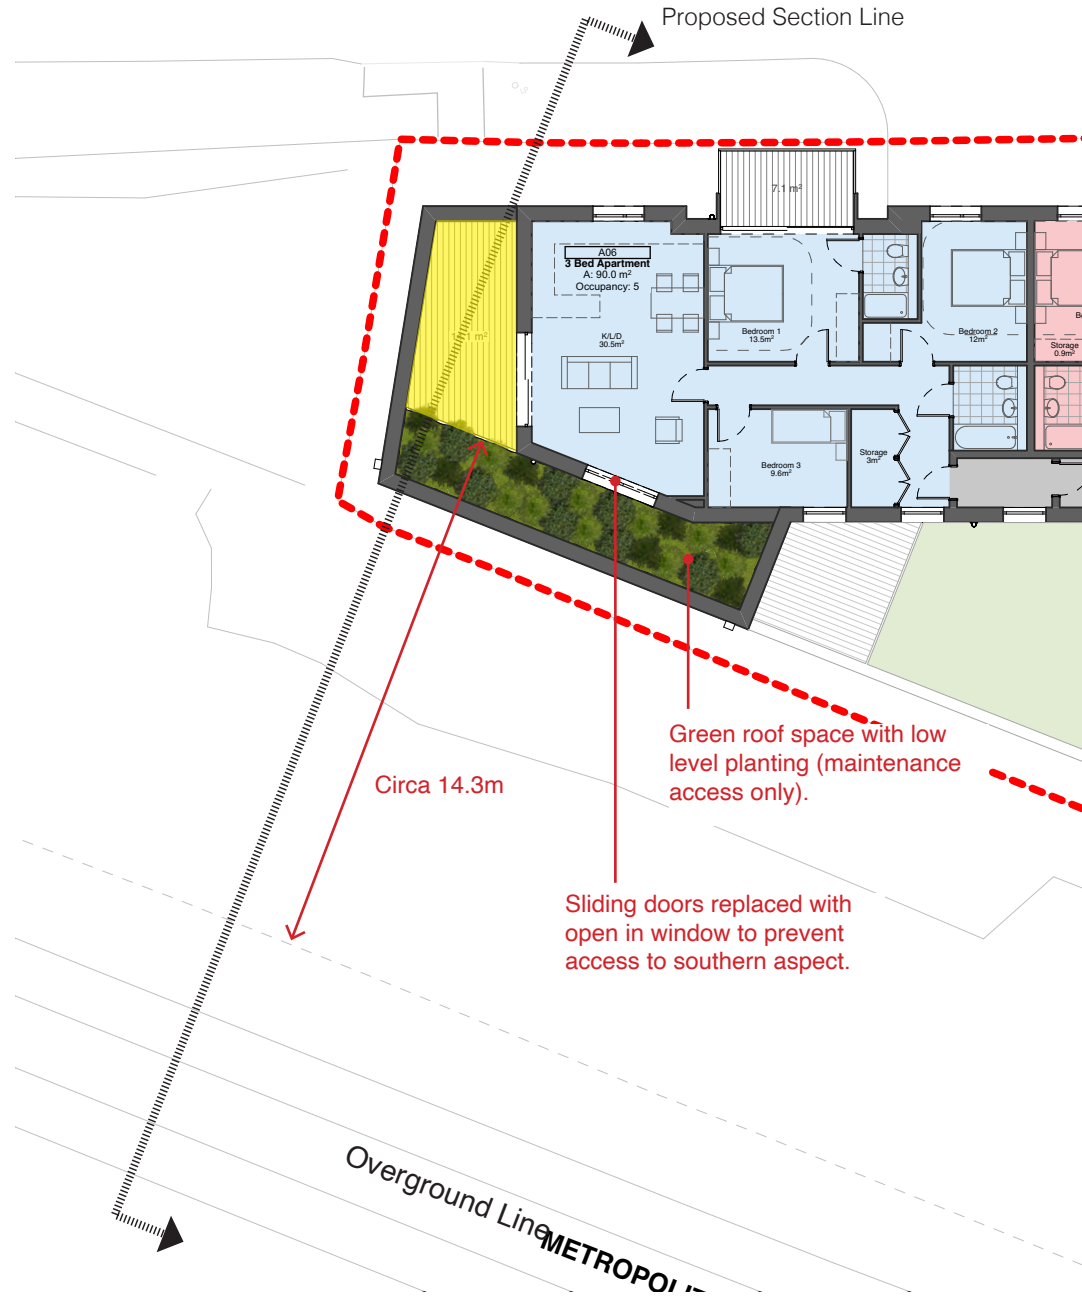 Proposed Section Line
LP
7.1 m²
A06
3 Bed Apartment
A: 90.0 m²
Occupancy: 5
K/L/D
30.5m²
Bedroom 1
13.5m²
Bedroom 2
12m²
Storage
0.9m²
Bedroom 3
9.6m²
Storage
3m²
Green roof space with low
level planting (maintenance
access only).
Circa 14.3m
Sliding doors replaced with
open in window to prevent
access to southern aspect.
Overground Line
METROPOLIT